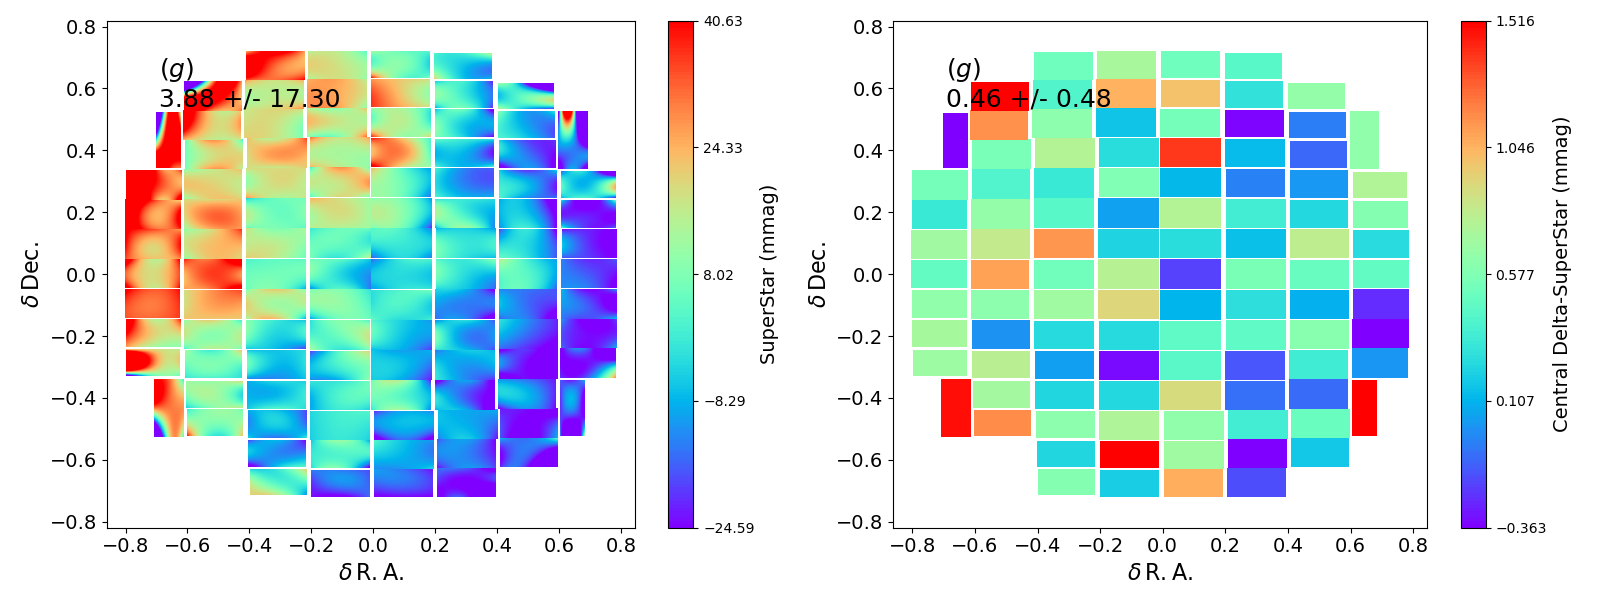 (g)
3.88 +/- 17.30
0.8
0.6
0.4
0.2
0.0
−0.2
−0.4
−0.6
−0.8
−0.8 −0.6 −0.4 −0.2 0.0 0.2 0.4 0.6 0.8
δ R. A.
δ Dec.
40.63
24.33
8.02
−8.29
−24.59
SuperStar (mmag)
(g)
0.46 +/- 0.48
0.8
0.6
0.4
0.2
0.0
−0.2
−0.4
−0.6
−0.8
−0.8 −0.6 −0.4 −0.2 0.0 0.2 0.4 0.6 0.8
δ R. A.
δ Dec.
1.516
1.046
0.577
0.107
−0.363
Central Delta-SuperStar (mmag)